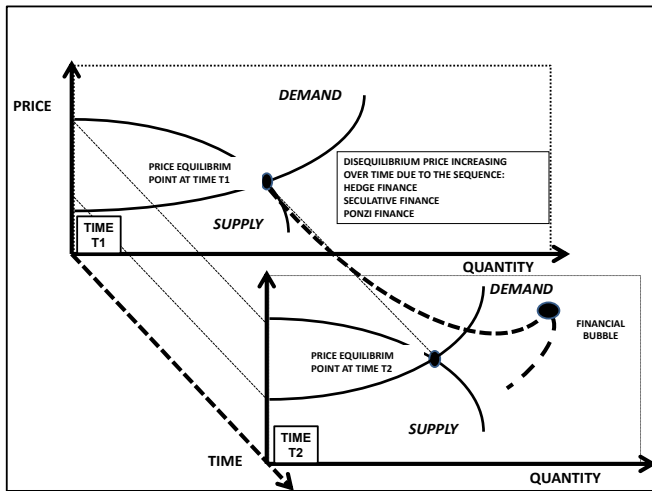 PRICE
DEMAND
PRICE EQUILIBRIM
POINT AT TIME T1
DISEQUILIBRIM PRICE INCREASING
OVER TIME DUE TO THE SEQUENCE:
HEDGE FINANCE
SECULATIVE FINANCE
PONZI FINANCE
SUPPLY
TIME
T1
QUANTITY
DEMAND
FINANCIAL
BUBBLE
PRICE EQUILIBRIM
POINT AT TIME T2
SUPPLY
TIME
T2
TIME
QUANTITY